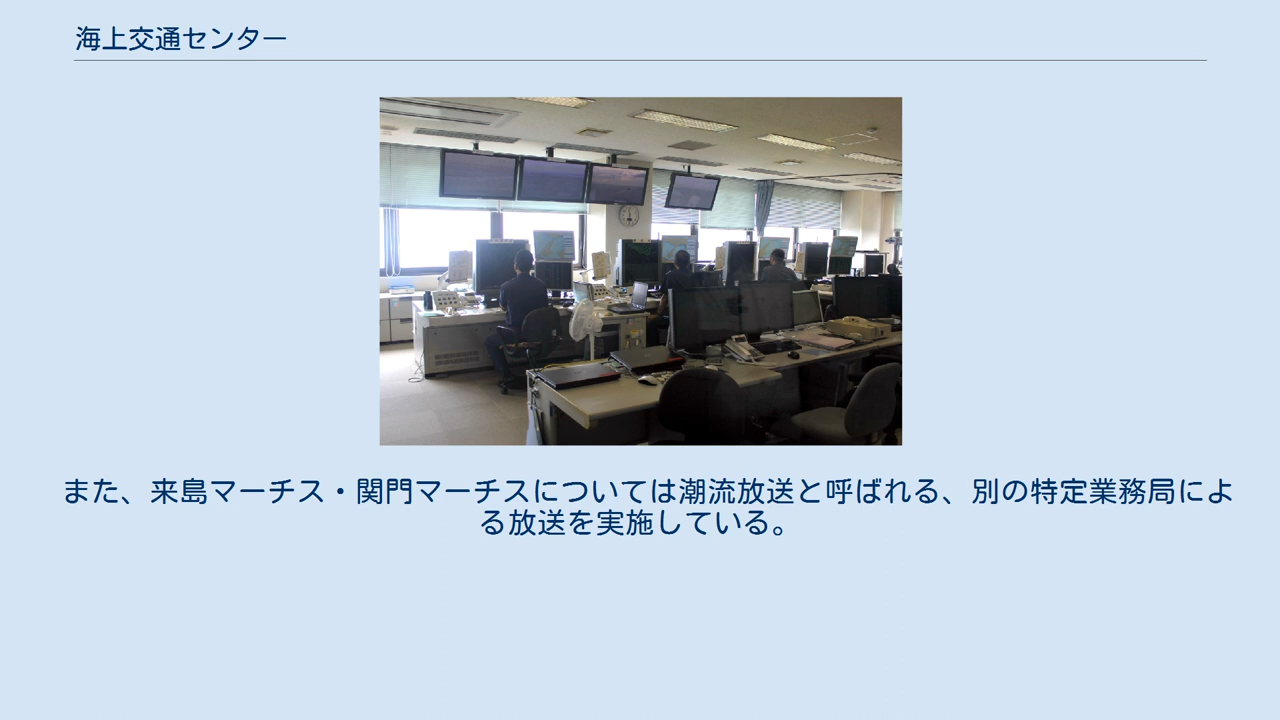 海上交通センター
また、来島マーチス・関門マーチスについては潮流放送と呼ばれる、別の特定業務局によ
る放送を実施している。